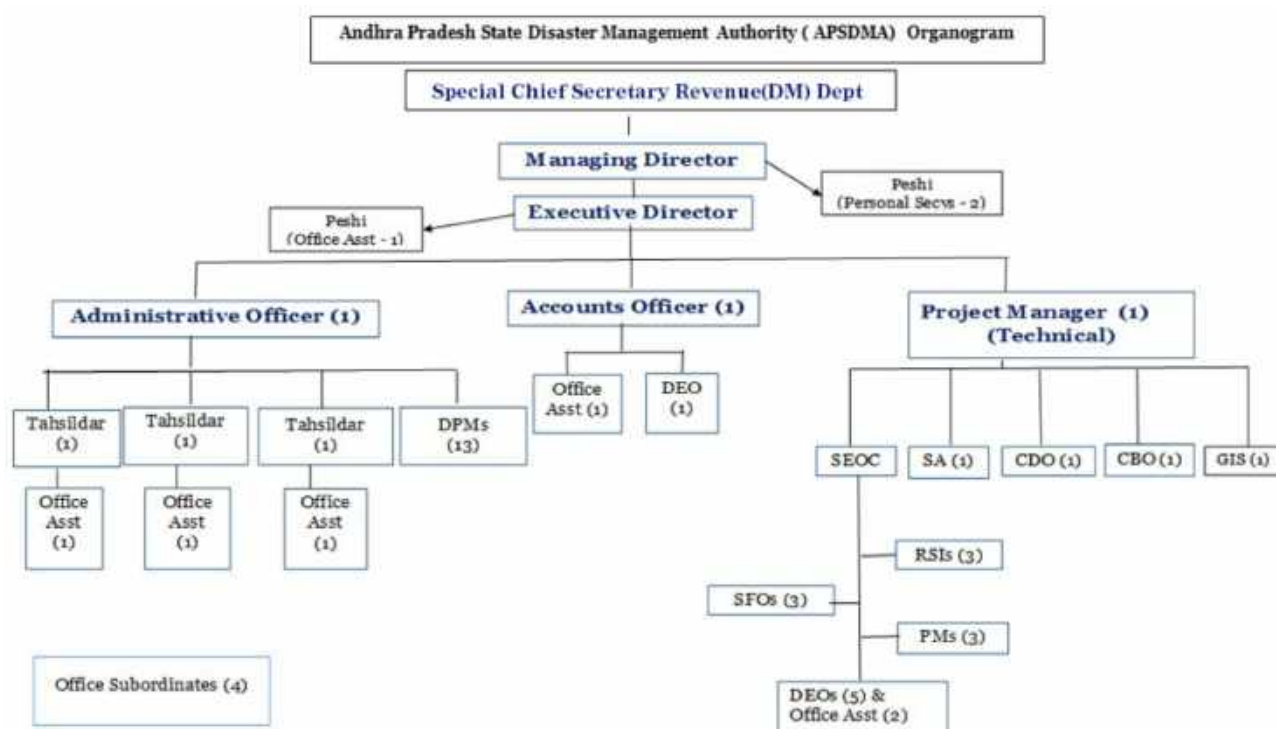 Andhra Pradesh State Disaster Management Authority ( APSDMA) Organogram
Special Chief Secretary Revenue(DM) Dept
Managing Director
Peshi
(Personal Secys - 2)
Executive Director
Peshi
(Office Asst - 1)
Administrative Officer (1)
Accounts Officer (1)
Project Manager (1)
(Technical)
Tahsildar
(1)
Tahsildar
(1)
Tahsildar
(1)
DPMs
(13)
Office
Asst (1)
DEO
(1)
SEOC
SA (1)
CDO (1)
CBO (1)
GIS (1)
Office
Asst
(1)
Office
Asst
(1)
Office
Asst
(1)
RSIs (3)
SFOs (3)
PMs (3)
DEOs (5) &
Office Asst (2)
Office Subordinates (4)